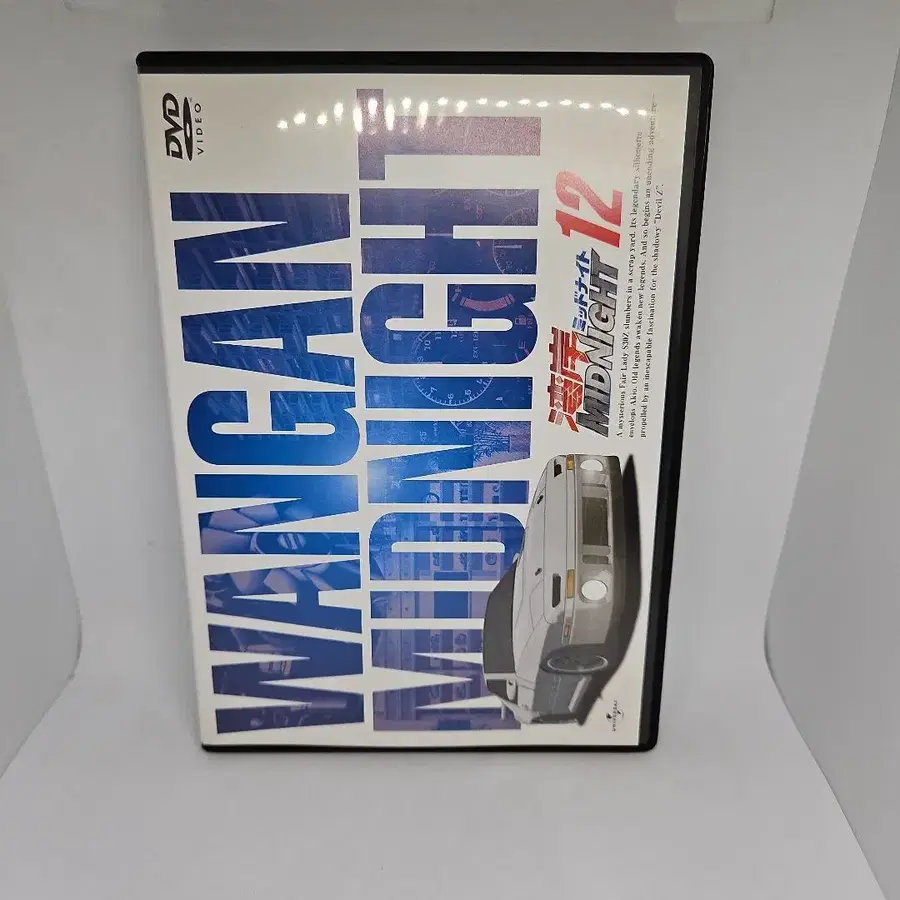 DVD
VIDEO
WANGAN
MIDNIGHT
湾岸ミッドナイト
MIDNIGHT 12
A mysterious Fair Lady S30Z slumbers in a scrap yard. Its legendary silhouette
envelops Akio. Old legends awaken new legends. And so begins an unending adventure—
propelled by an inescapable fascination for the shadowy "Devil Z".
UNIVERSAL